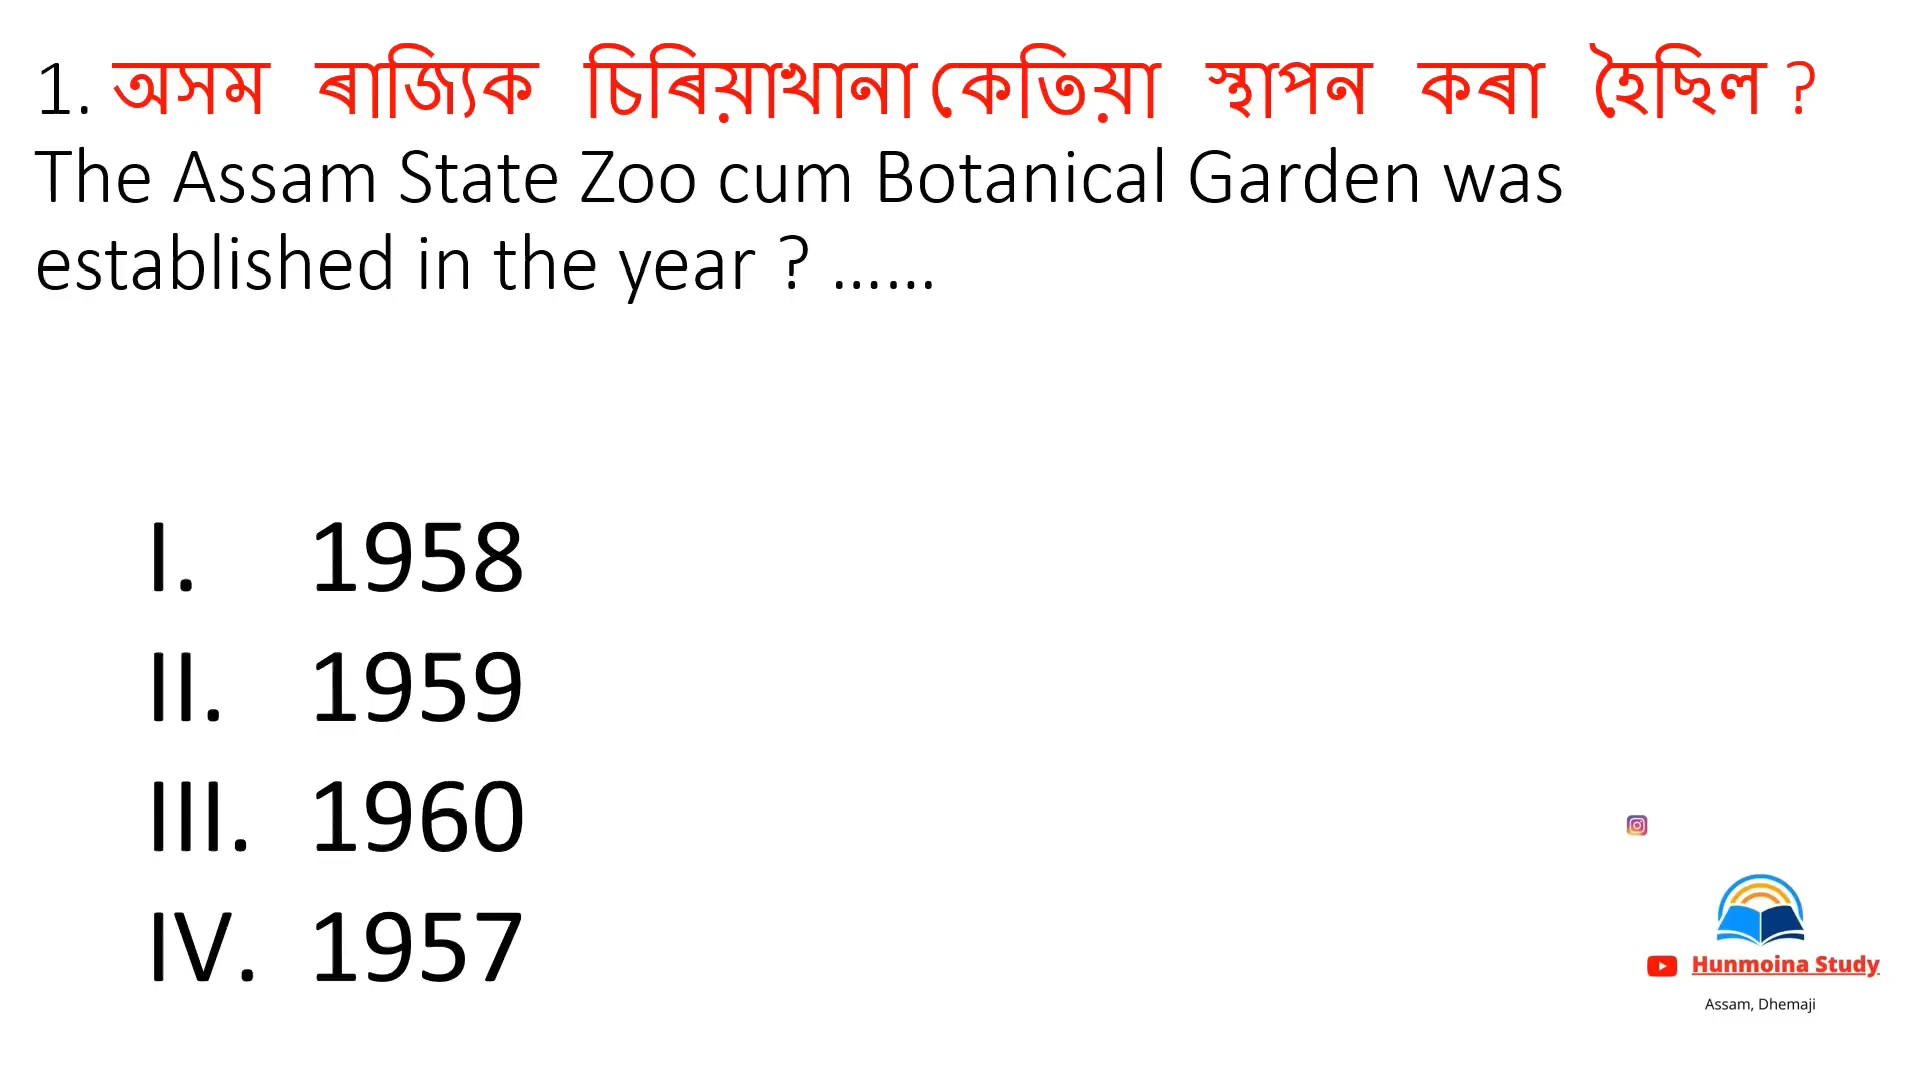 1. অসম ৰাজ্যিক চিৰিয়াখানা কেতিয়া স্থাপন কৰা হৈছিল ?
The Assam State Zoo cum Botanical Garden was
established in the year ? ......
I. 1958
II. 1959
III. 1960
IV. 1957
Hunmoina Study
Assam, Dhemaji